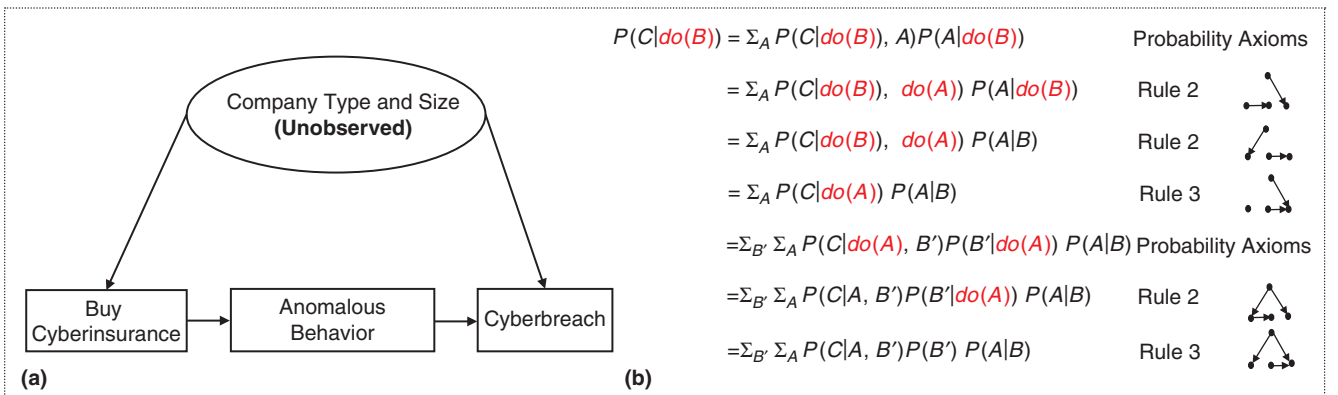 Company Type and Size
(Unobserved)
Buy
Cyberinsurance
Anomalous
Behavior
Cyberbreach
(a)
P(C|do(B)) = Σ_A P(C|do(B)), A)P(A|do(B)) Probability Axioms
= Σ_A P(C|do(B)), do(A)) P(A|do(B)) Rule 2
= Σ_A P(C|do(B)), do(A)) P(A|B) Rule 2
= Σ_A P(C|do(A)) P(A|B) Rule 3
=Σ_B′ Σ_A P(C|do(A), B′)P(B′|do(A)) P(A|B) Probability Axioms
=Σ_B′ Σ_A P(C|A, B′)P(B′|do(A)) P(A|B) Rule 2
=Σ_B′ Σ_A P(C|A, B′)P(B′) P(A|B) Rule 3
(b)